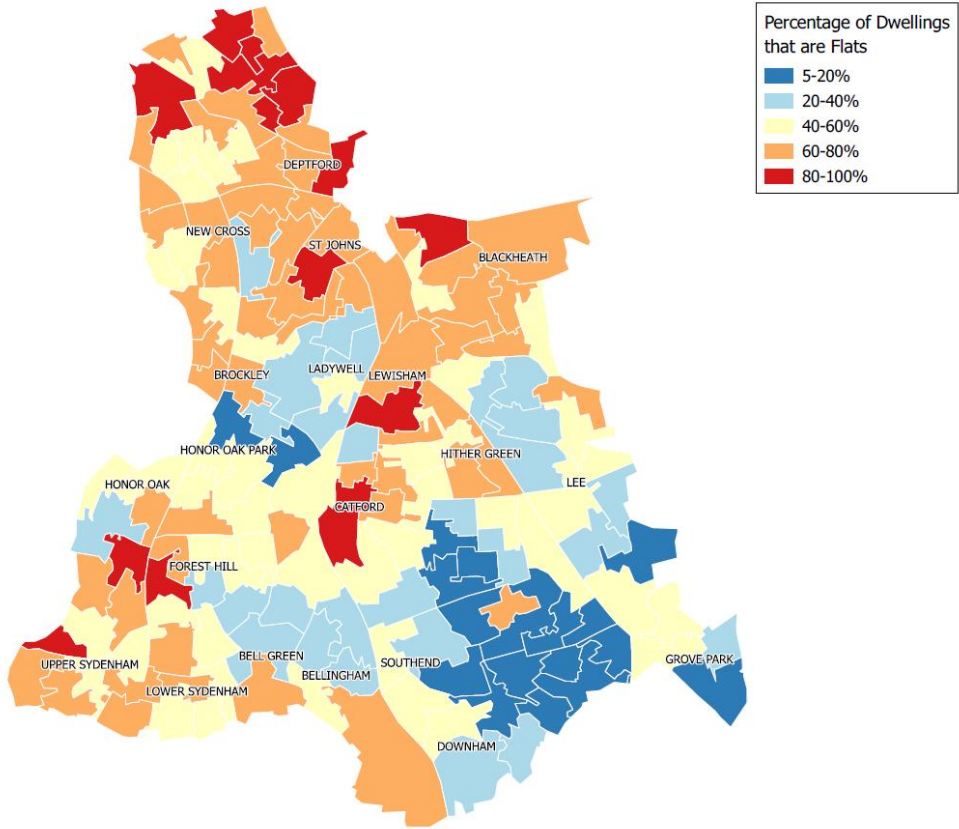 Percentage of Dwellings
that are Flats
5-20%
20-40%
40-60%
60-80%
80-100%
DEPTFORD
NEW CROSS
ST JOHNS
BLACKHEATH
LADYWELL
BROCKLEY
LEWISHAM
HONOR OAK PARK
HITHER GREEN
HONOR OAK
LEE
CATFORD
FOREST HILL
BELL GREEN
UPPER SYDENHAM
SOUTHEND
GROVE PARK
BELLINGHAM
LOWER SYDENHAM
DOWNHAM